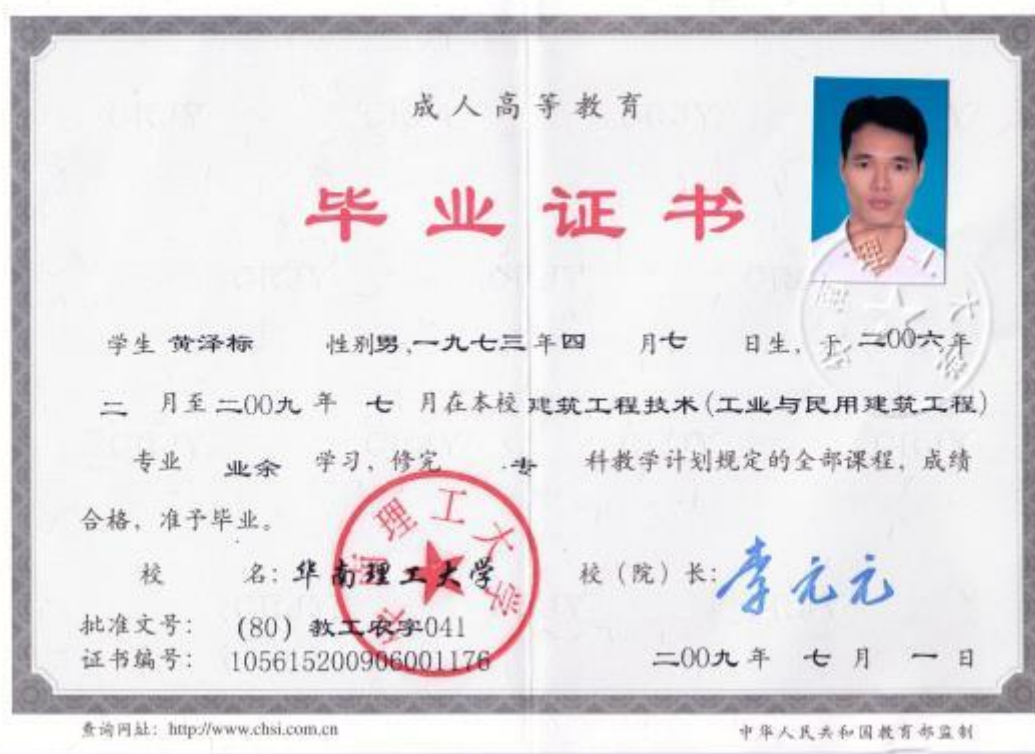 成人高等教育
毕业证书
学生 黄泽标 性别男,一九七三年四 月七 日生，于 二00六年
二 月至二00九 年 七 月在本校建筑工程技术(工业与民用建筑工程)
专业 业余 学习，修完 专 科教学计划规定的全部课程，成绩
合格，准予毕业。
校 名：华南理工大学 校（院）长：李元元
华南理工大学
批准文号： (80) 教工农字041
证书编号： 105615200906001176 二00九 年 七 月 一 日
查询网址：http://www.chsi.com.cn 中华人民共和国教育部监制